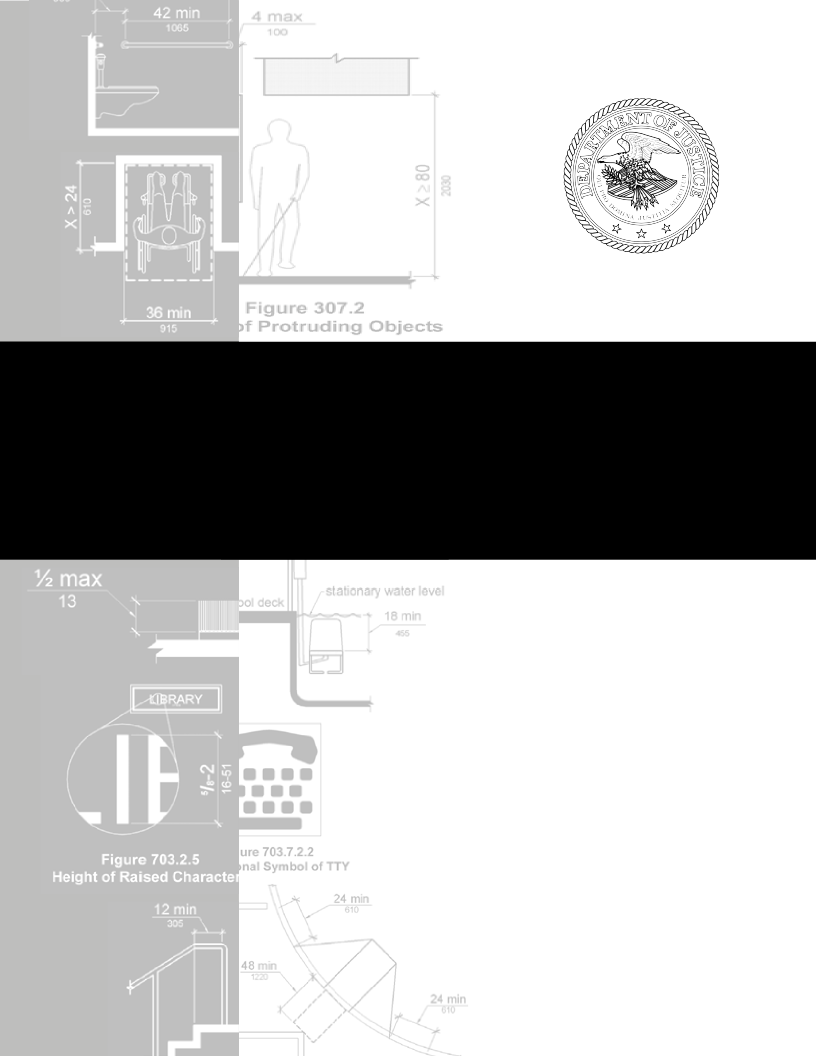 42 min
1065
4 max
100
X > 24
610
X ≥ 80
2030
36 min
915
Figure 307.2
of Protruding Objects
DEPARTMENT OF JUSTICE
½ max
13
ool deck
stationary water level
18 min
455
LIBRARY
LIB
⅝-2
16-51
Figure 703.2.5
Height of Raised Character
ure 703.7.2.2
onal Symbol of TTY
12 min
305
24 min
610
48 min
1220
24 min
610